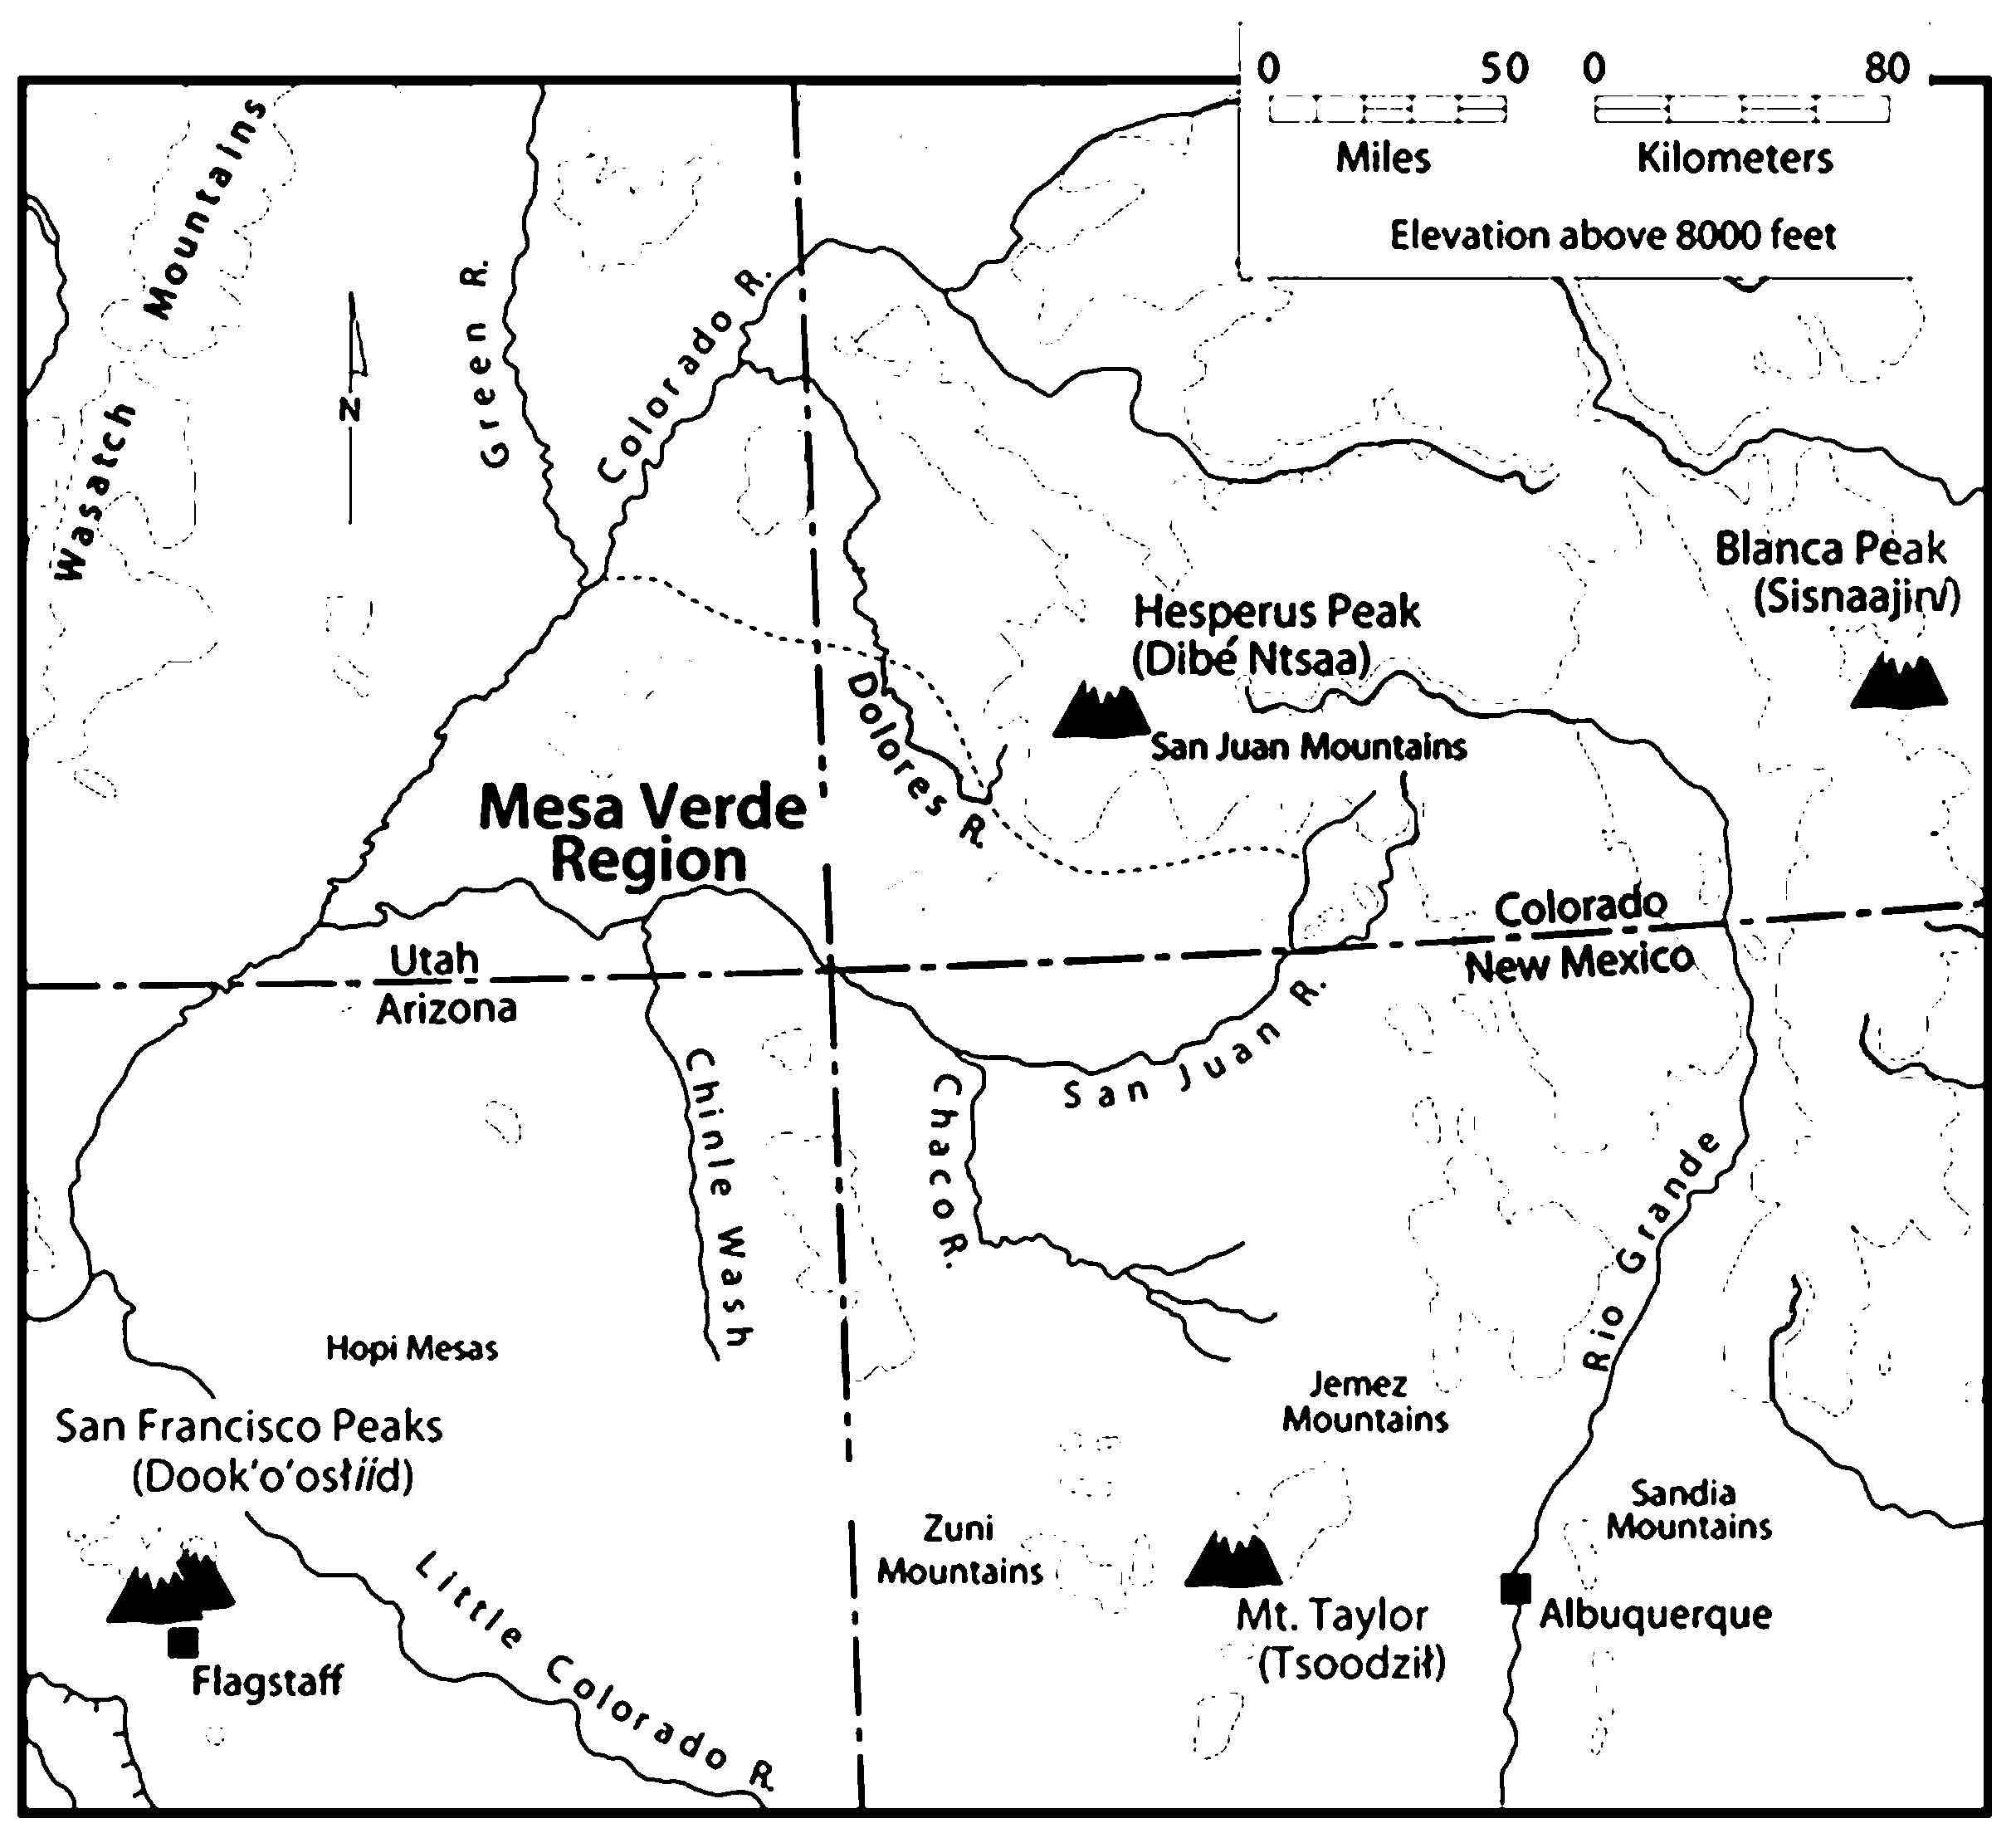 0 50 0 80
Miles Kilometers
Elevation above 8000 feet
Wasatch Mountains
Green R.
Colorado R.
N
Blanca Peak
(Sisnaajiní)
Hesperus Peak
(Dibé Ntsaa)
San Juan Mountains
Dolores R.
Mesa Verde
Region
Colorado
New Mexico
Utah
Arizona
San Juan R.
Chinle Wash
Chaco R.
Rio Grande
Hopi Mesas
Jemez
Mountains
San Francisco Peaks
(Dook'o'osłiid)
Sandia
Mountains
Zuni
Mountains
Little Colorado R.
Mt. Taylor
(Tsoodził)
Albuquerque
Flagstaff